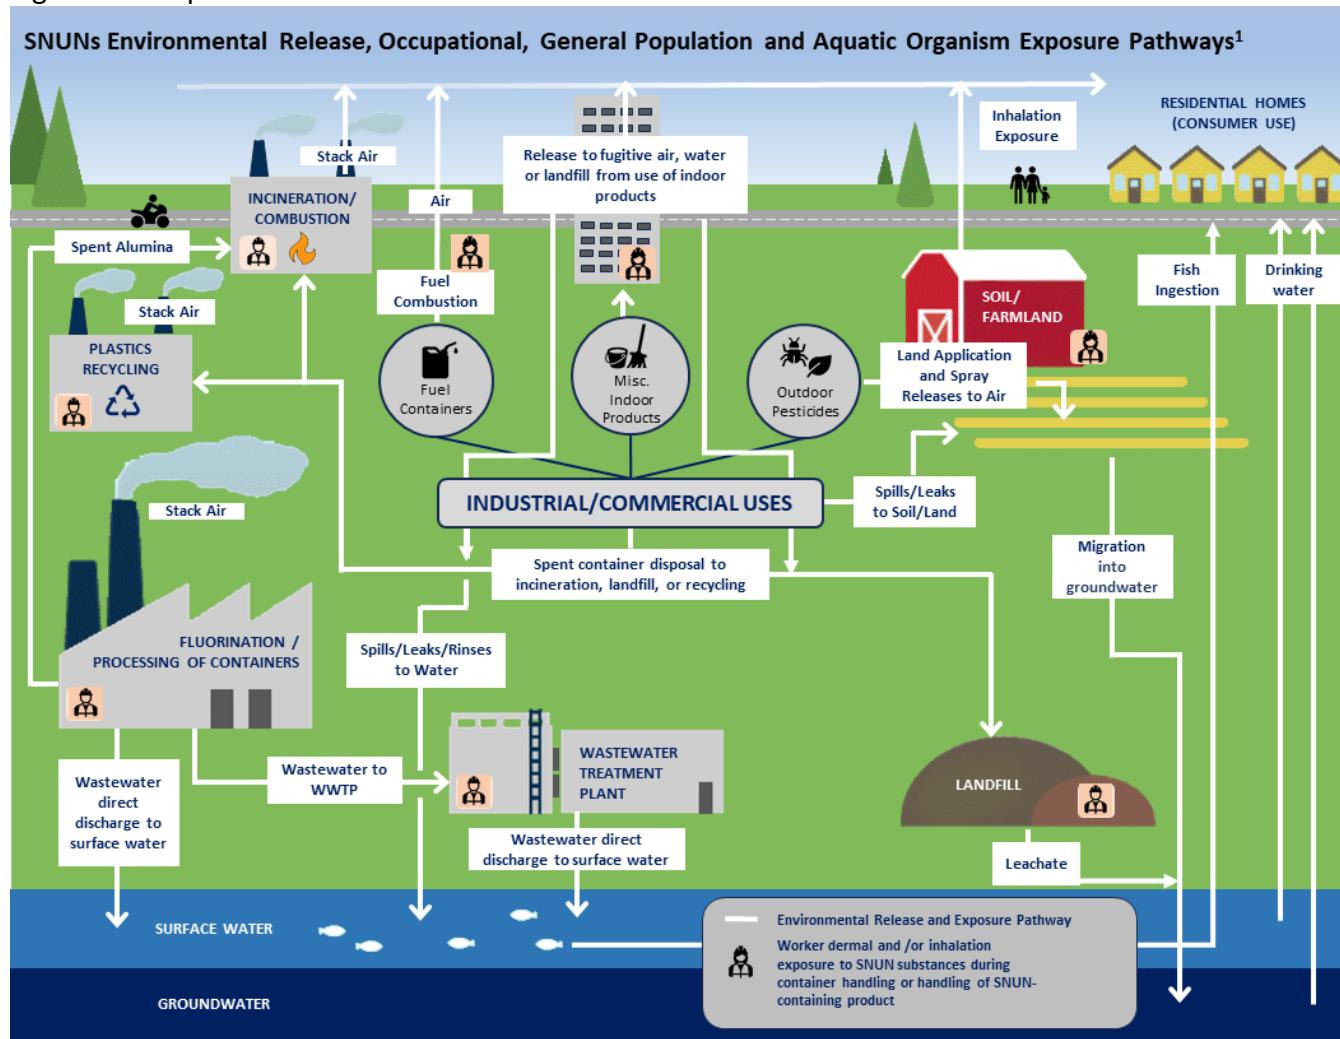 SNUNs Environmental Release, Occupational, General Population and Aquatic Organism Exposure Pathways1
RESIDENTIAL HOMES
(CONSUMER USE)
Inhalation
Exposure
Stack Air
Release to fugitive air, water
or landfill from use of indoor
products
INCINERATION/
COMBUSTION
Air
Spent Alumina
Fuel
Combustion
Fish
Ingestion
Drinking
water
SOIL/
FARMLAND
Stack Air
PLASTICS
RECYCLING
Fuel
Containers
Misc.
Indoor
Products
Outdoor
Pesticides
Land Application
and Spray
Releases to Air
INDUSTRIAL/COMMERCIAL USES
Spills/Leaks
to Soil/Land
Stack Air
Spent container disposal to
incineration, landfill, or recycling
Migration
into
groundwater
FLUORINATION /
PROCESSING OF CONTAINERS
Spills/Leaks/Rinses
to Water
Wastewater
direct
discharge to
surface water
Wastewater to
WWTP
WASTEWATER
TREATMENT
PLANT
LANDFILL
Wastewater direct
discharge to surface water
Leachate
SURFACE WATER
Environmental Release and Exposure Pathway
Worker dermal and /or inhalation
exposure to SNUN substances during
container handling or handling of SNUN-
containing product
GROUNDWATER